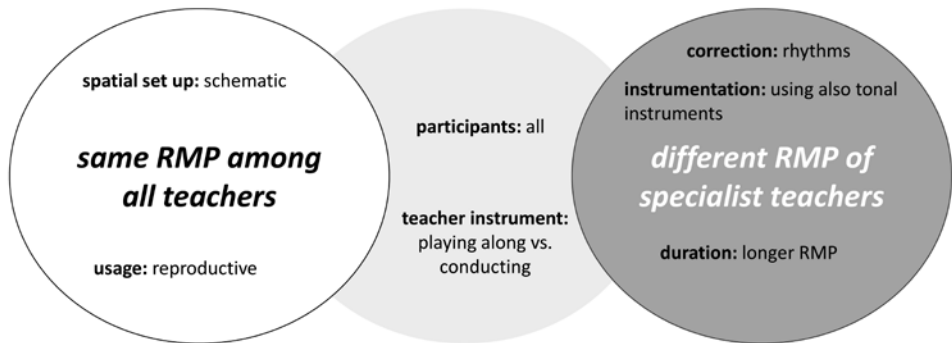 spatial set up: schematic
same RMP among
all teachers
usage: reproductive
participants: all
teacher instrument:
playing along vs.
conducting
correction: rhythms
instrumentation: using also tonal
instruments
different RMP of
specialist teachers
duration: longer RMP